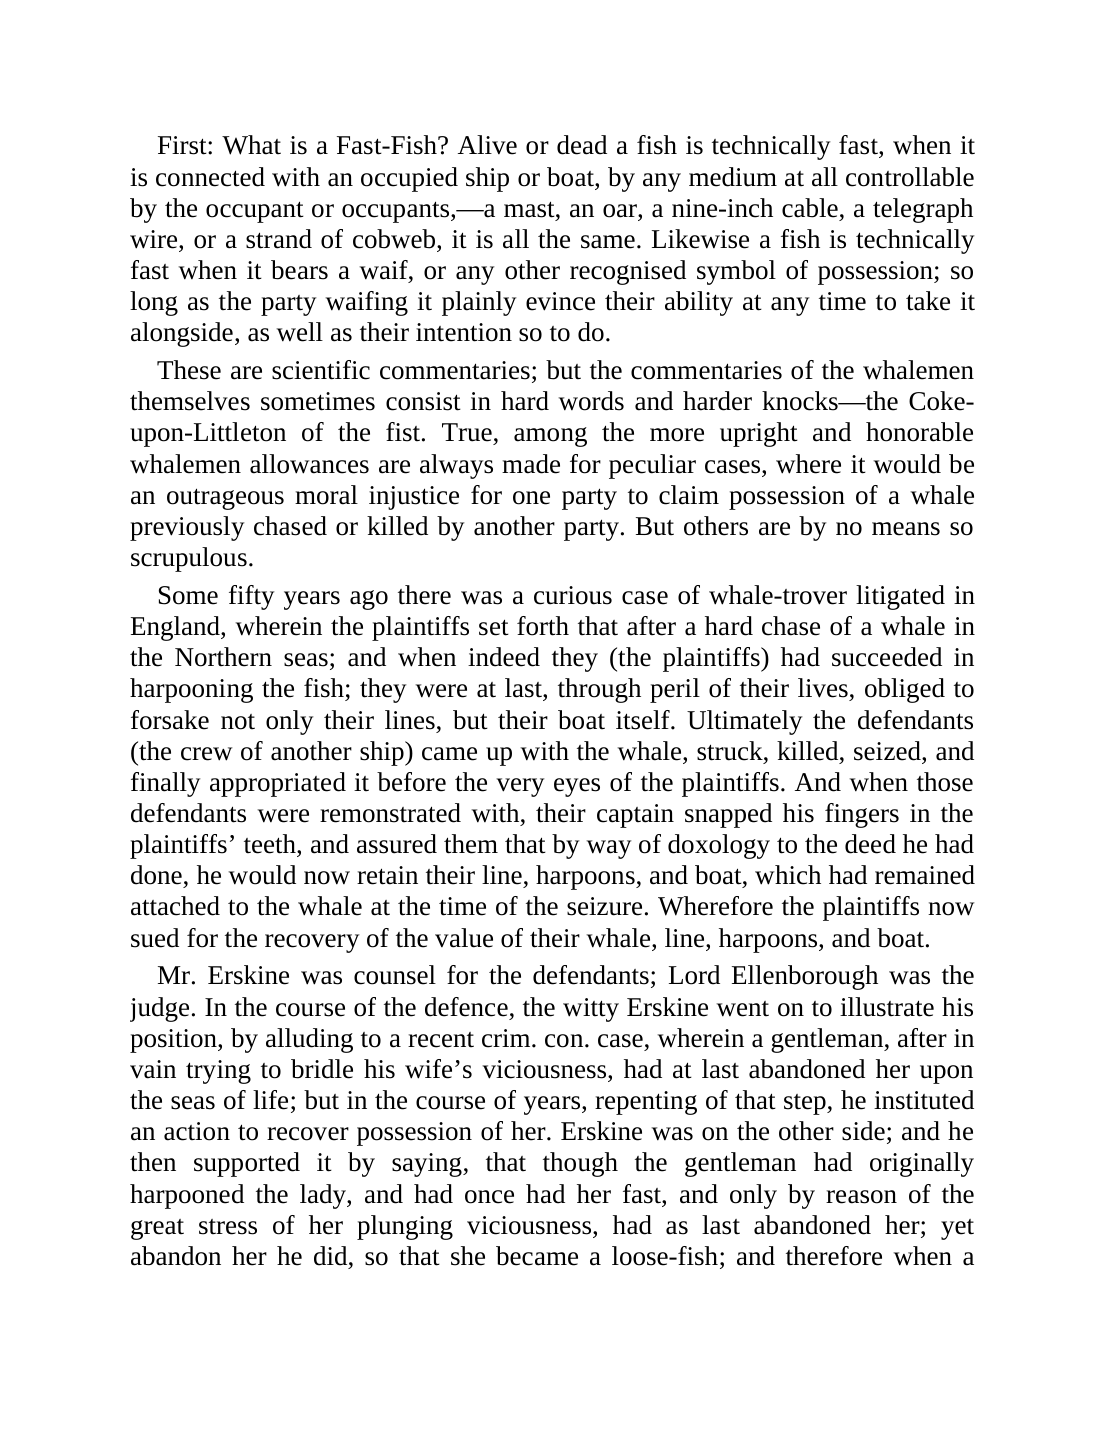 First: What is a Fast-Fish? Alive or dead a fish is technically fast, when it
is connected with an occupied ship or boat, by any medium at all controllable
by the occupant or occupants,—a mast, an oar, a nine-inch cable, a telegraph
wire, or a strand of cobweb, it is all the same. Likewise a fish is technically
fast when it bears a waif, or any other recognised symbol of possession; so
long as the party waifing it plainly evince their ability at any time to take it
alongside, as well as their intention so to do.
These are scientific commentaries; but the commentaries of the whalemen
themselves sometimes consist in hard words and harder knocks—the Coke-
upon-Littleton of the fist. True, among the more upright and honorable
whalemen allowances are always made for peculiar cases, where it would be
an outrageous moral injustice for one party to claim possession of a whale
previously chased or killed by another party. But others are by no means so
scrupulous.
Some fifty years ago there was a curious case of whale-trover litigated in
England, wherein the plaintiffs set forth that after a hard chase of a whale in
the Northern seas; and when indeed they (the plaintiffs) had succeeded in
harpooning the fish; they were at last, through peril of their lives, obliged to
forsake not only their lines, but their boat itself. Ultimately the defendants
(the crew of another ship) came up with the whale, struck, killed, seized, and
finally appropriated it before the very eyes of the plaintiffs. And when those
defendants were remonstrated with, their captain snapped his fingers in the
plaintiffs’ teeth, and assured them that by way of doxology to the deed he had
done, he would now retain their line, harpoons, and boat, which had remained
attached to the whale at the time of the seizure. Wherefore the plaintiffs now
sued for the recovery of the value of their whale, line, harpoons, and boat.
Mr. Erskine was counsel for the defendants; Lord Ellenborough was the
judge. In the course of the defence, the witty Erskine went on to illustrate his
position, by alluding to a recent crim. con. case, wherein a gentleman, after in
vain trying to bridle his wife’s viciousness, had at last abandoned her upon
the seas of life; but in the course of years, repenting of that step, he instituted
an action to recover possession of her. Erskine was on the other side; and he
then supported it by saying, that though the gentleman had originally
harpooned the lady, and had once had her fast, and only by reason of the
great stress of her plunging viciousness, had as last abandoned her; yet
abandon her he did, so that she became a loose-fish; and therefore when a